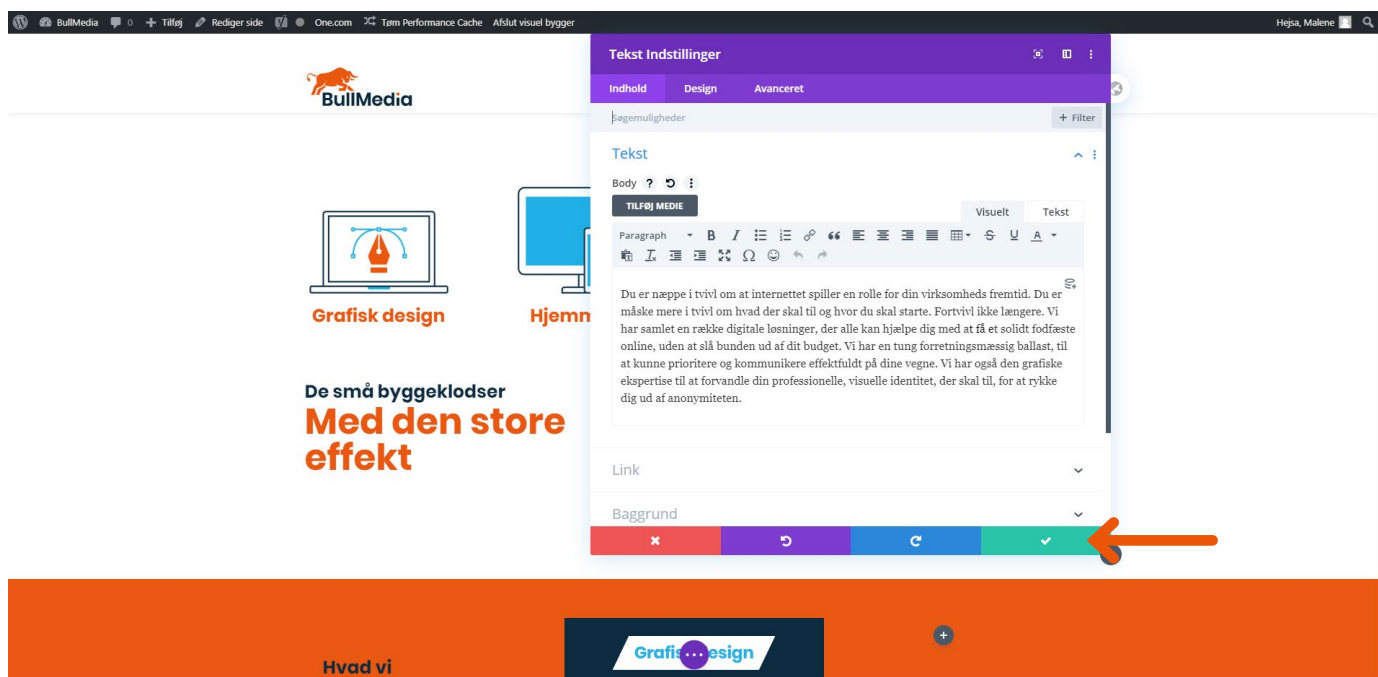 BullMedia 0 Tilføj Rediger side One.com Tøm Performance Cache Afslut visuel bygger Hejsa, Malene
BullMedia
Tekst Indstillinger
Indhold Design Avanceret
Søgemuligheder + Filter
Tekst
Body ?
TILFØJ MEDIE
Visuelt Tekst
Paragraph B I S U A
Ω
Du er næppe i tvivl om at internettet spiller en rolle for din virksomheds fremtid. Du er
måske mere i tvivl om hvad der skal til og hvor du skal starte. Fortvivl ikke længere. Vi
har samlet en række digitale løsninger, der alle kan hjælpe dig med at få et solidt fodfæste
online, uden at slå bunden ud af dit budget. Vi har en tung forretningsmæssig ballast, til
at kunne prioritere og kommunikere effektfuldt på dine vegne. Vi har også den grafiske
ekspertise til at forvandle din professionelle, visuelle identitet, der skal til, for at rykke
dig ud af anonymiteten.
Link
Baggrund
Grafisk design
De små byggeklodser
Med den store
effekt
Hvad vi